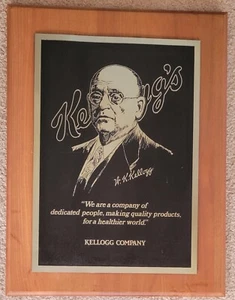 Kellogg's
W. K. Kellogg
"We are a company of
dedicated people, making quality products,
for a healthier world."
KELLOGG COMPANY